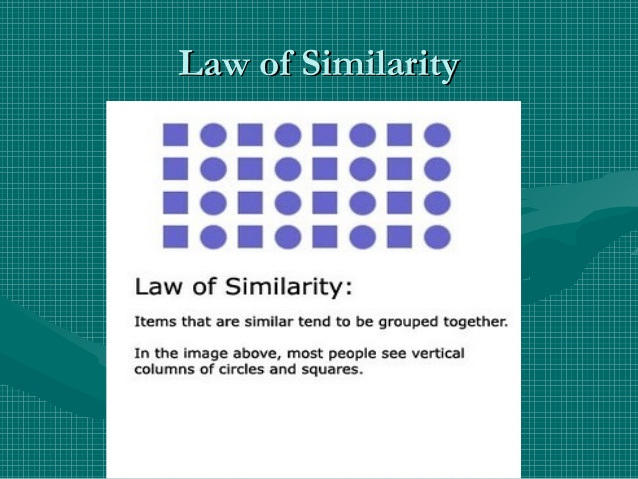 Law of Similarity
Law of Similarity:
Items that are similar tend to be grouped together.
In the image above, most people see vertical
columns of circles and squares.